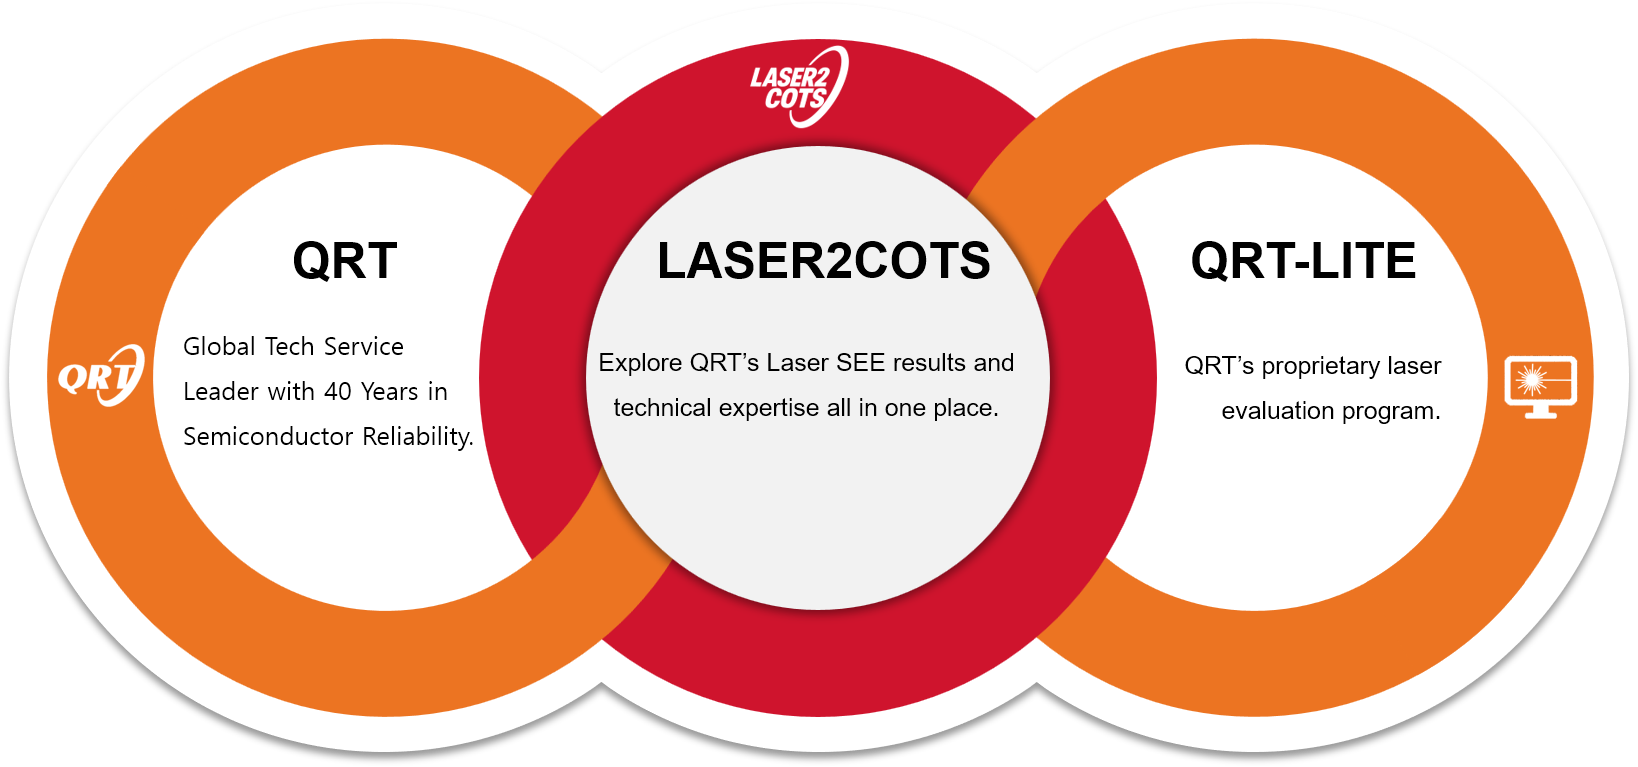 LASER2
COTS
QRT
QRT
Global Tech Service
Leader with 40 Years in
Semiconductor Reliability.
LASER2COTS
Explore QRT’s Laser SEE results and
technical expertise all in one place.
QRT-LITE
QRT’s proprietary laser
evaluation program.